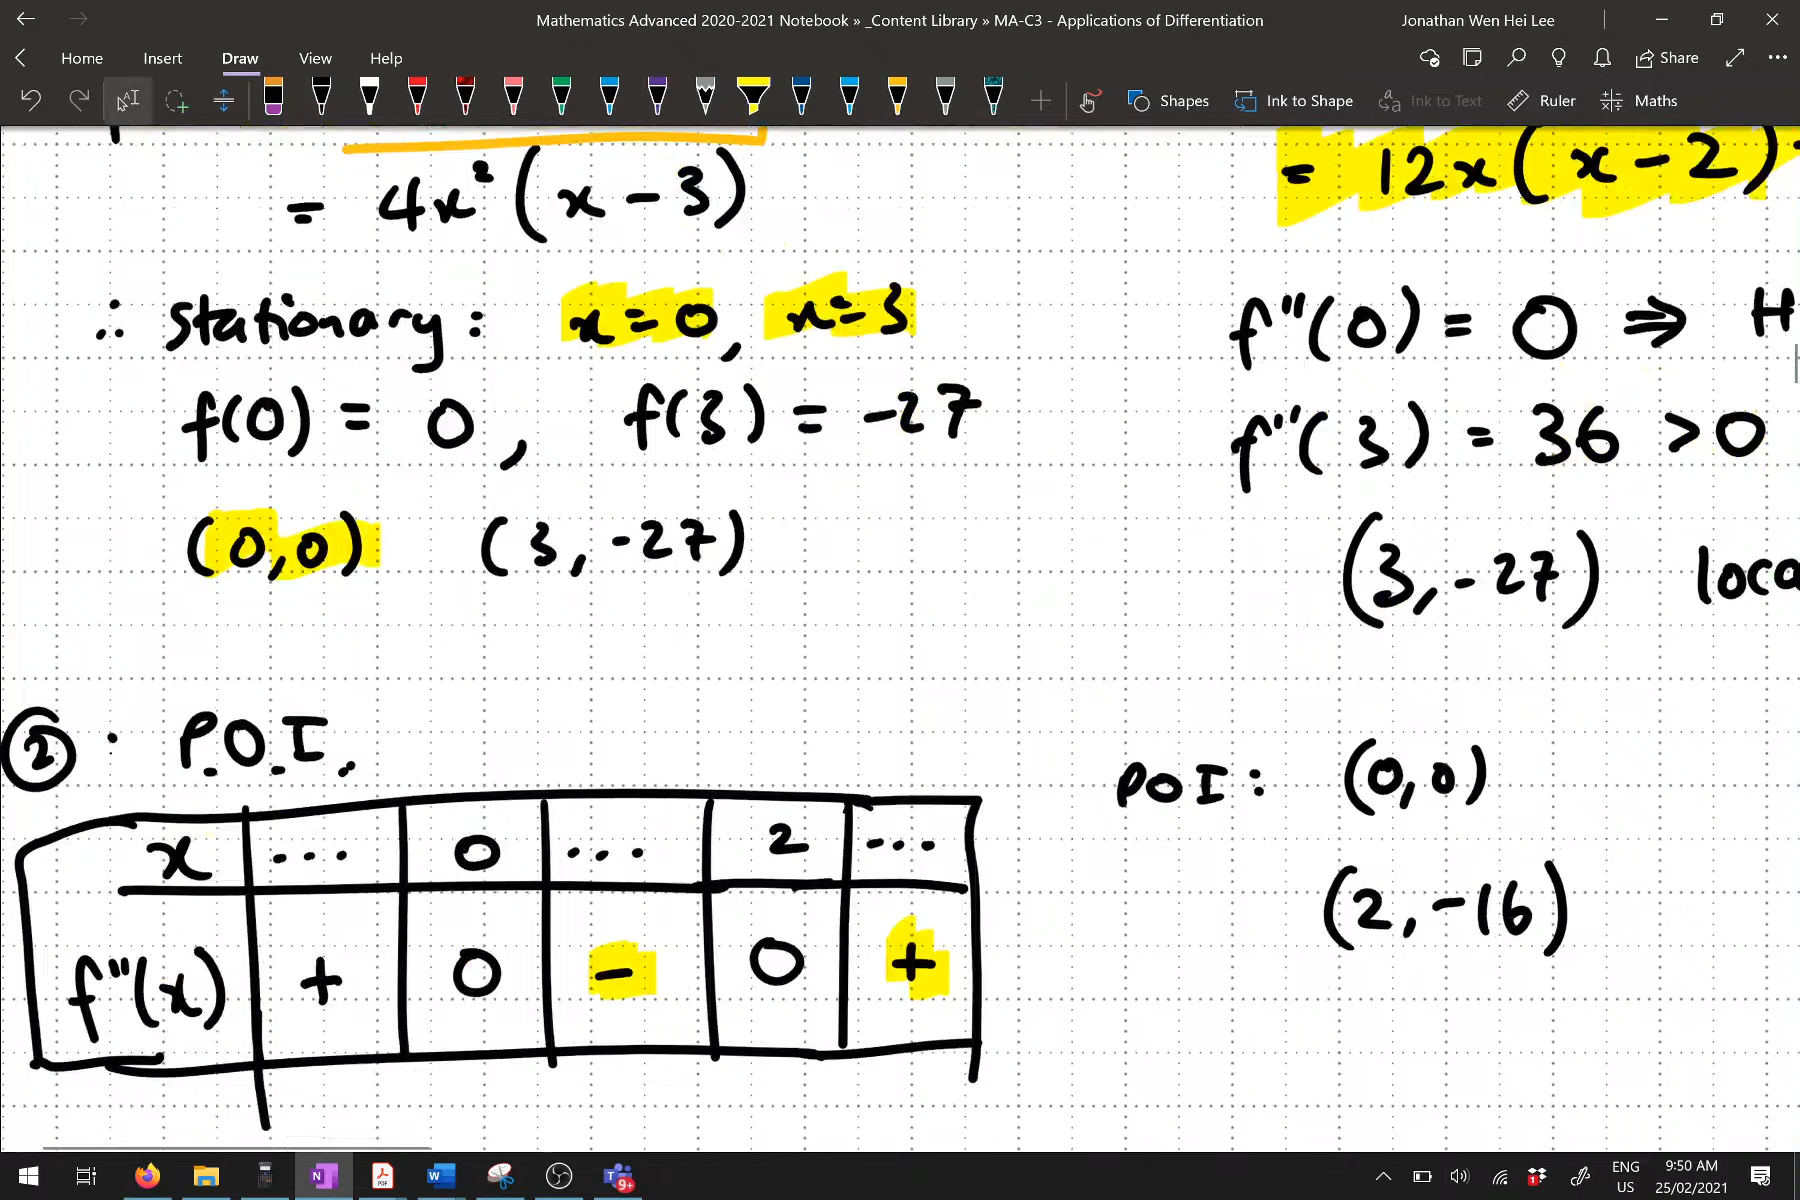 Mathematics Advanced 2020-2021 Notebook » _Content Library » MA-C3 - Applications of Differentiation
Jonathan Wen Hei Lee
Home Insert Draw View Help
Share
Shapes Ink to Shape Ink to Text Ruler Maths
= 4x² (x - 3)
= 12x(x-2)
∴ stationary: x=0, x=3
f''(0) = 0 ⇒ H
f(0) = 0, f(3) = -27
f''(3) = 36 >0
(0,0) (3,-27)
(3,-27) loca
② P.O.I.
POI: (0,0)
x ... 0 ... 2 ...
(2,-16)
f''(x) + 0 - 0 +
ENG
US
9:50 AM
25/02/2021
9+
1